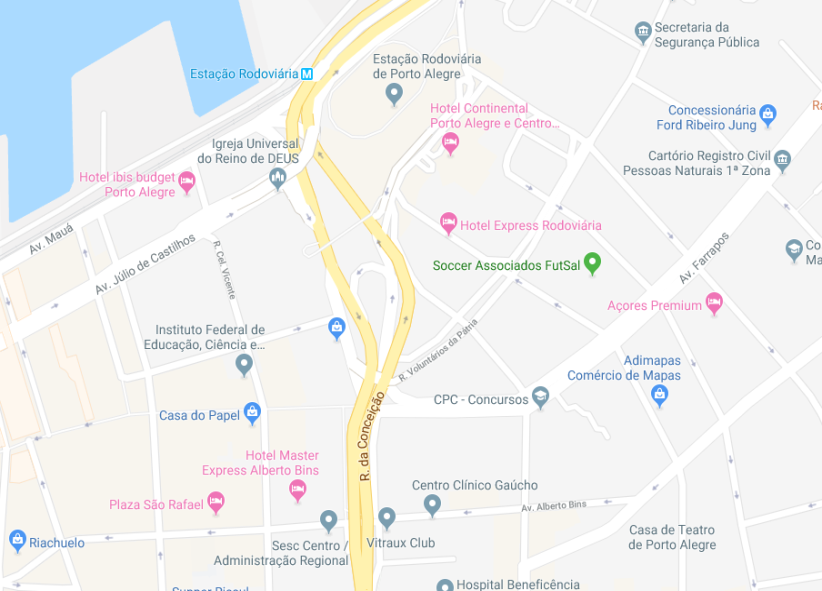 Secretaria da
Segurança Pública
Estação Rodoviária
M
Estação Rodoviária
de Porto Alegre
Hotel Continental
Porto Alegre e Centro...
Concessionária
Ford Ribeiro Jung
Ra
Igreja Universal
do Reino de DEUS
Cartório Registro Civil
Pessoas Naturais 1ª Zona
Hotel ibis budget
Porto Alegre
Hotel Express Rodoviária
Av. Mauá
Av. Júlio de Castilhos
R. Cel. Vicente
Soccer Associados FutSal
Av. Farrapos
Co
Ma
Açores Premium
Instituto Federal de
Educação, Ciência e...
R. Voluntários da Pátria
Adimapas
Comércio de Mapas
CPC - Concursos
Casa do Papel
R. da Conceição
Hotel Master
Express Alberto Bins
Plaza São Rafael
Centro Clínico Gaúcho
Av. Alberto Bins
Riachuelo
Sesc Centro /
Administração Regional
Vitraux Club
Casa de Teatro
de Porto Alegre
Hospital Beneficência